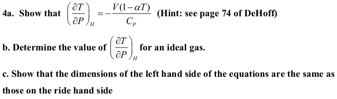 4a. Show that (∂T/∂P)_H = -V(1-αT)/C_p (Hint: see page 74 of DeHoff)
b. Determine the value of (∂T/∂P)_H for an ideal gas.
c. Show that the dimensions of the left hand side of the equations are the same as
those on the ride hand side